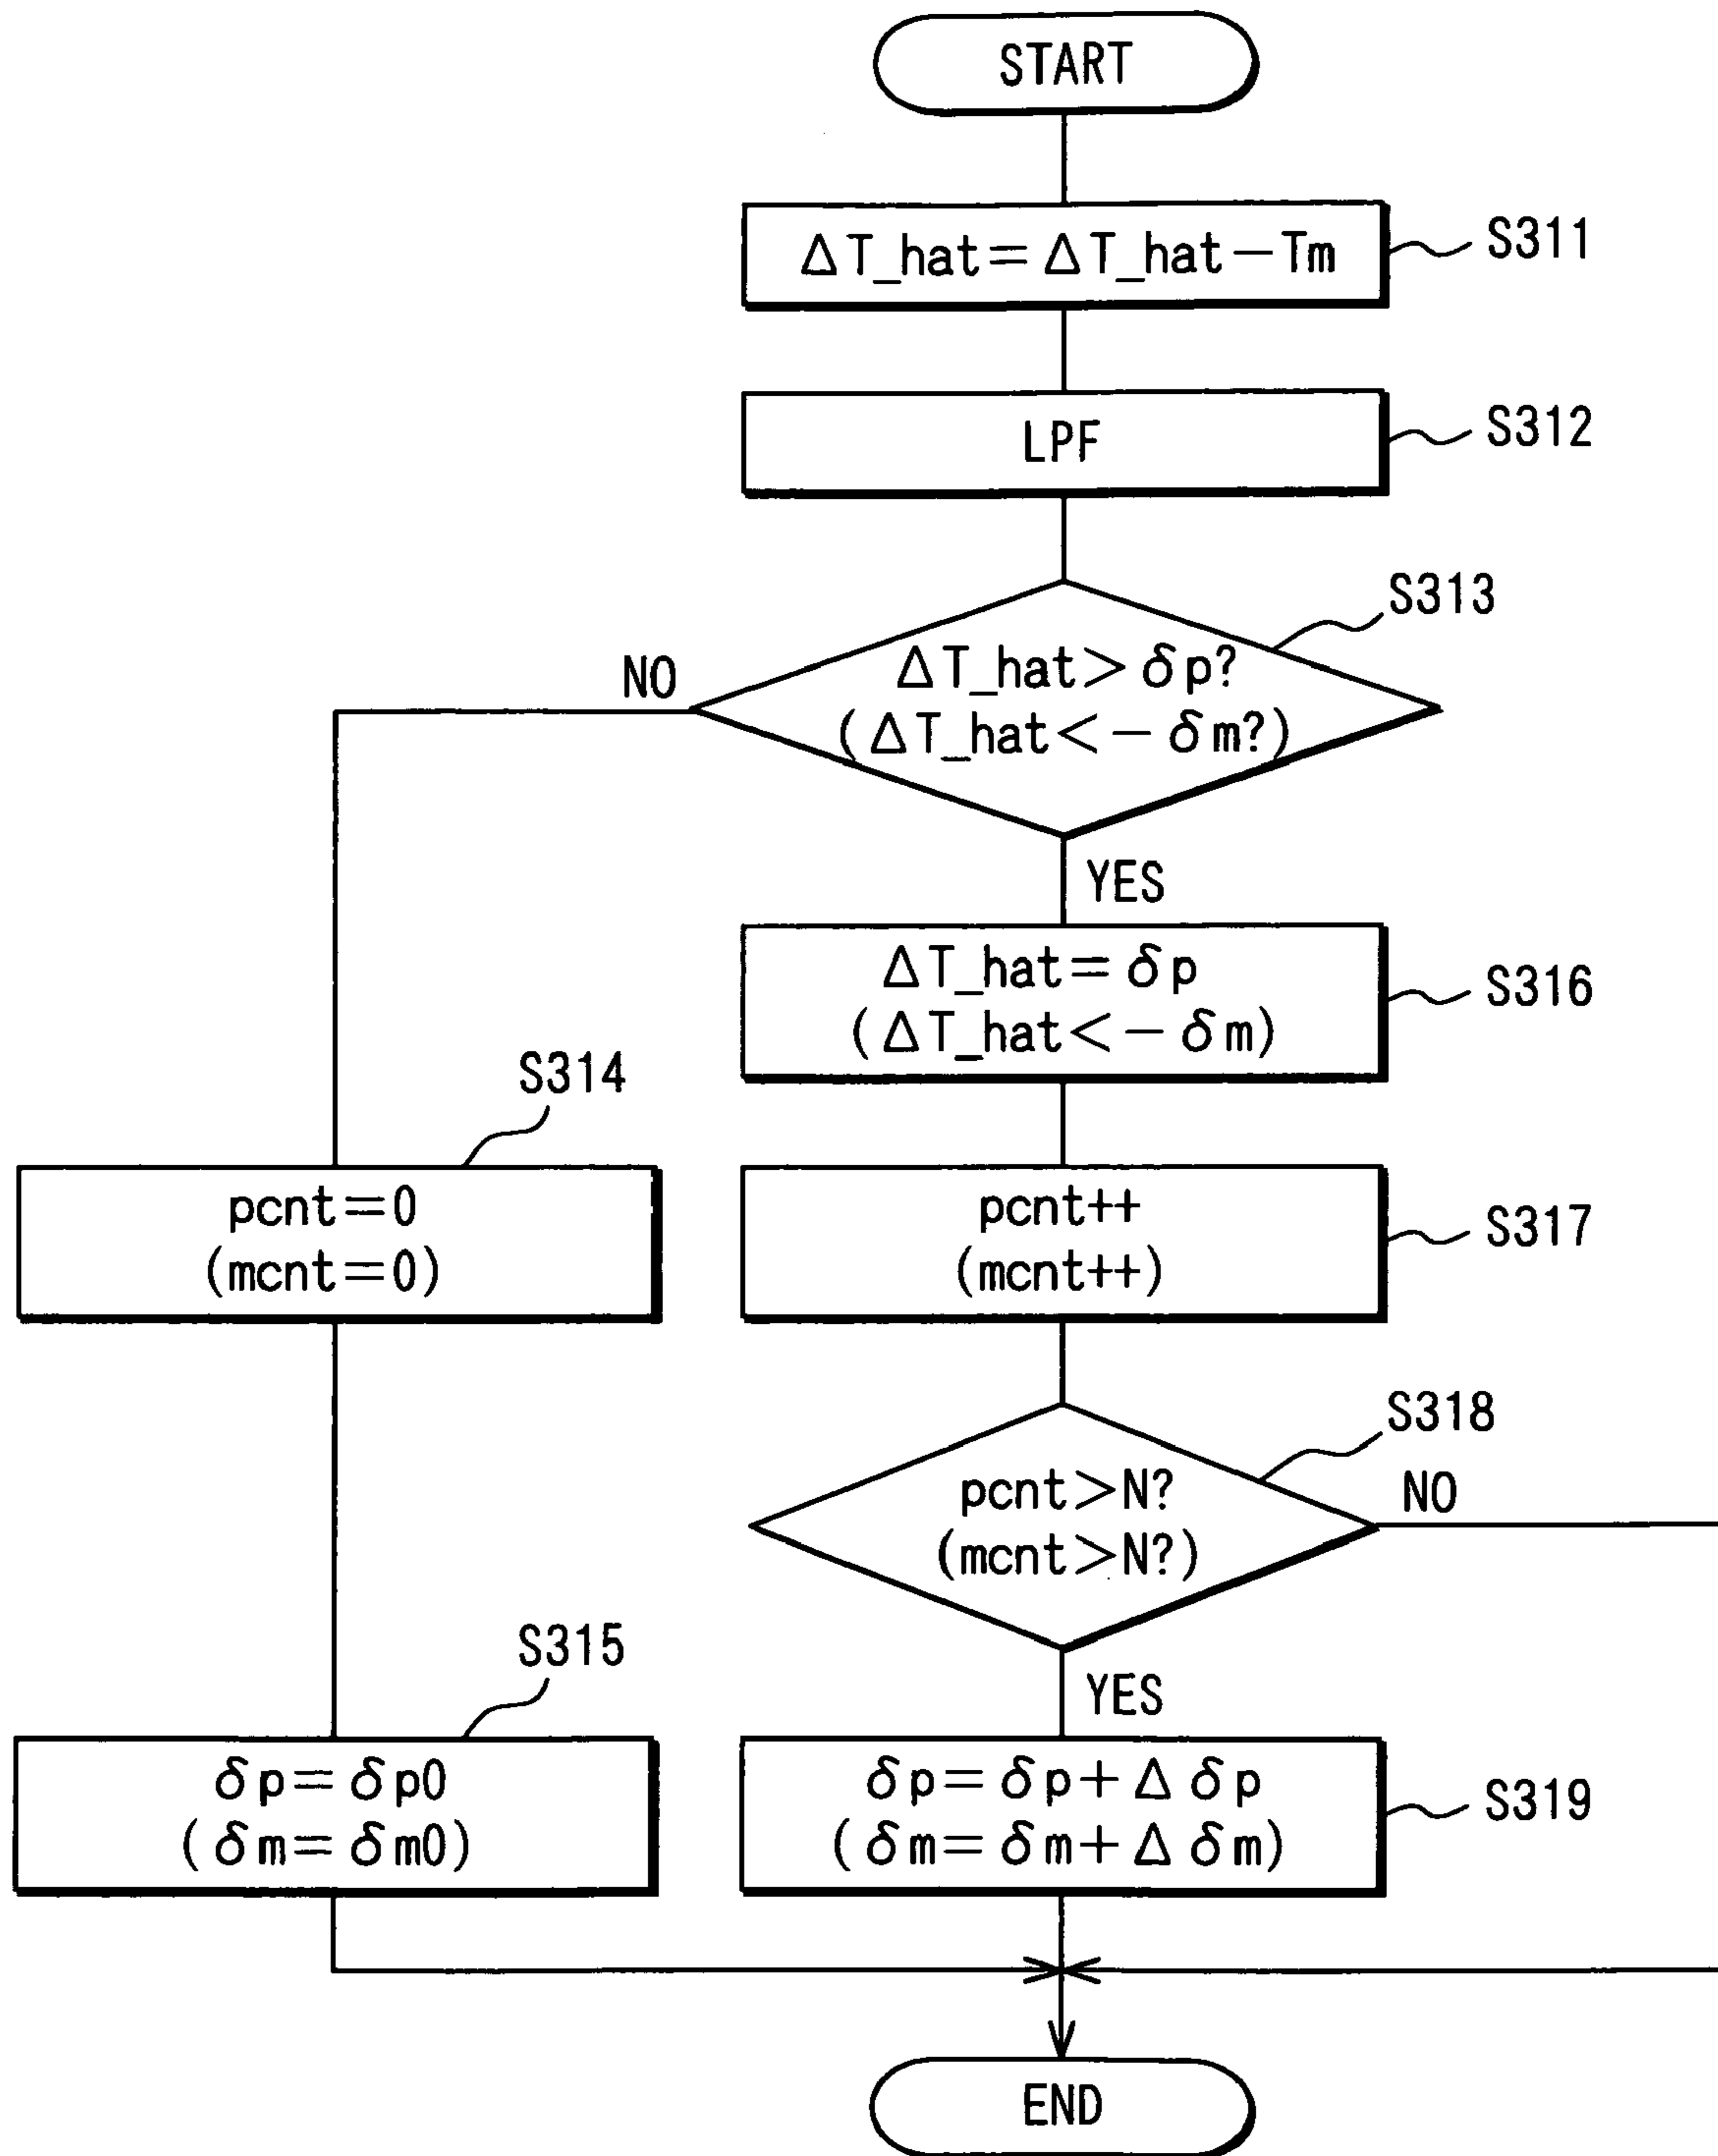 START
ΔT_hat=ΔT_hat−Tm
S311
LPF
S312
S313
ΔT_hat>δp?
(ΔT_hat<−δm?)
NO
YES
ΔT_hat=δp
(ΔT_hat<−δm)
S316
S314
pcnt=0
(mcnt=0)
pcnt++
(mcnt++)
S317
S318
pcnt>N?
(mcnt>N?)
NO
YES
S315
δp=δp0
(δm=δm0)
δp=δp+Δδp
(δm=δm+Δδm)
S319
END